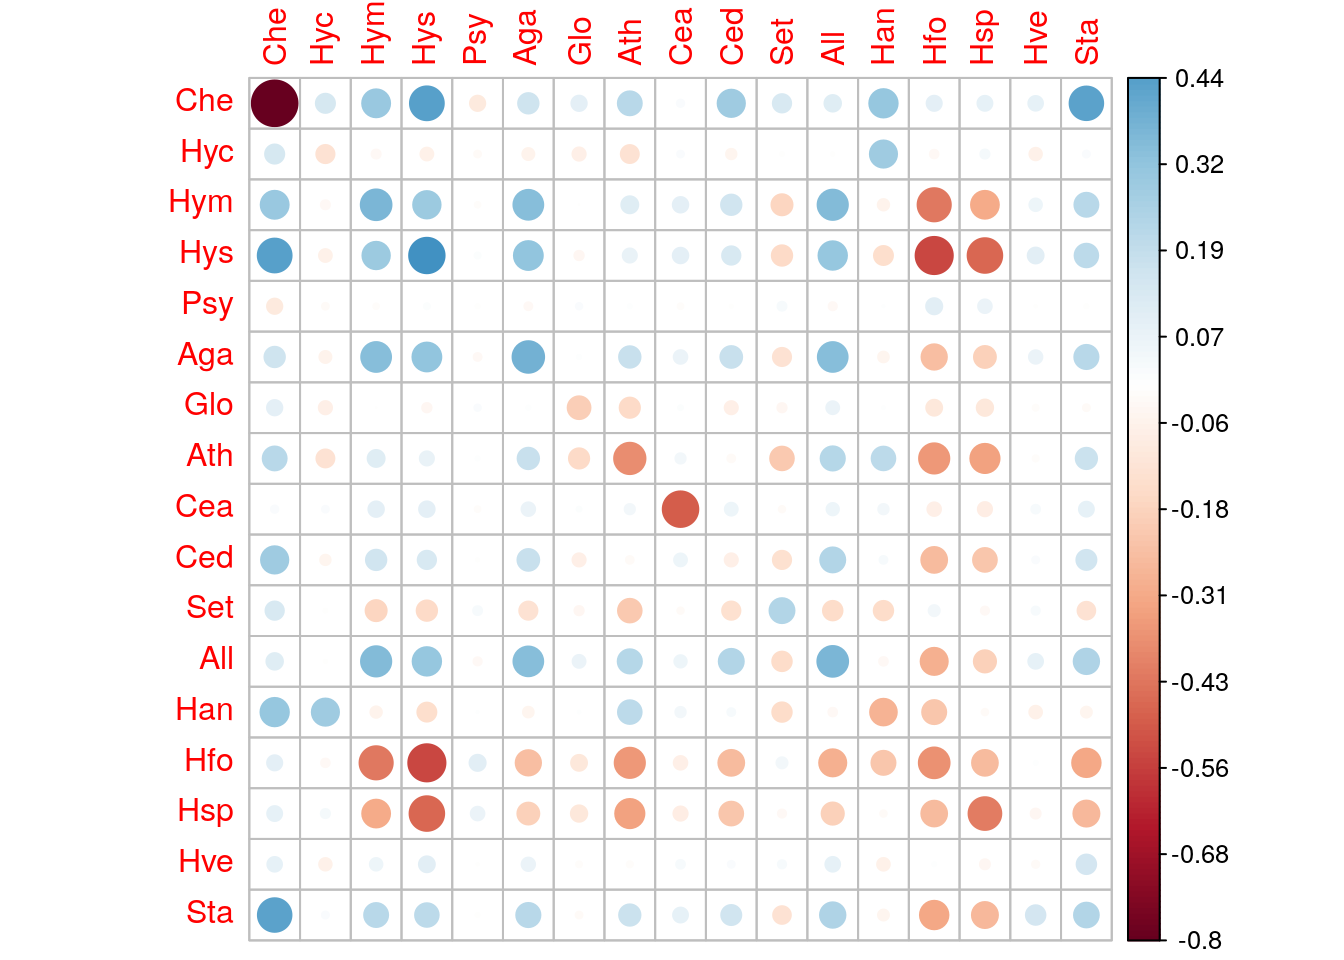 Che Hyc Hym Hys Psy Aga Glo Ath Cea Ced Set All Han Hfo Hsp Hve Sta
Che
Hyc
Hym
Hys
Psy
Aga
Glo
Ath
Cea
Ced
Set
All
Han
Hfo
Hsp
Hve
Sta
0.44
0.32
0.19
0.07
-0.06
-0.18
-0.31
-0.43
-0.56
-0.68
-0.8